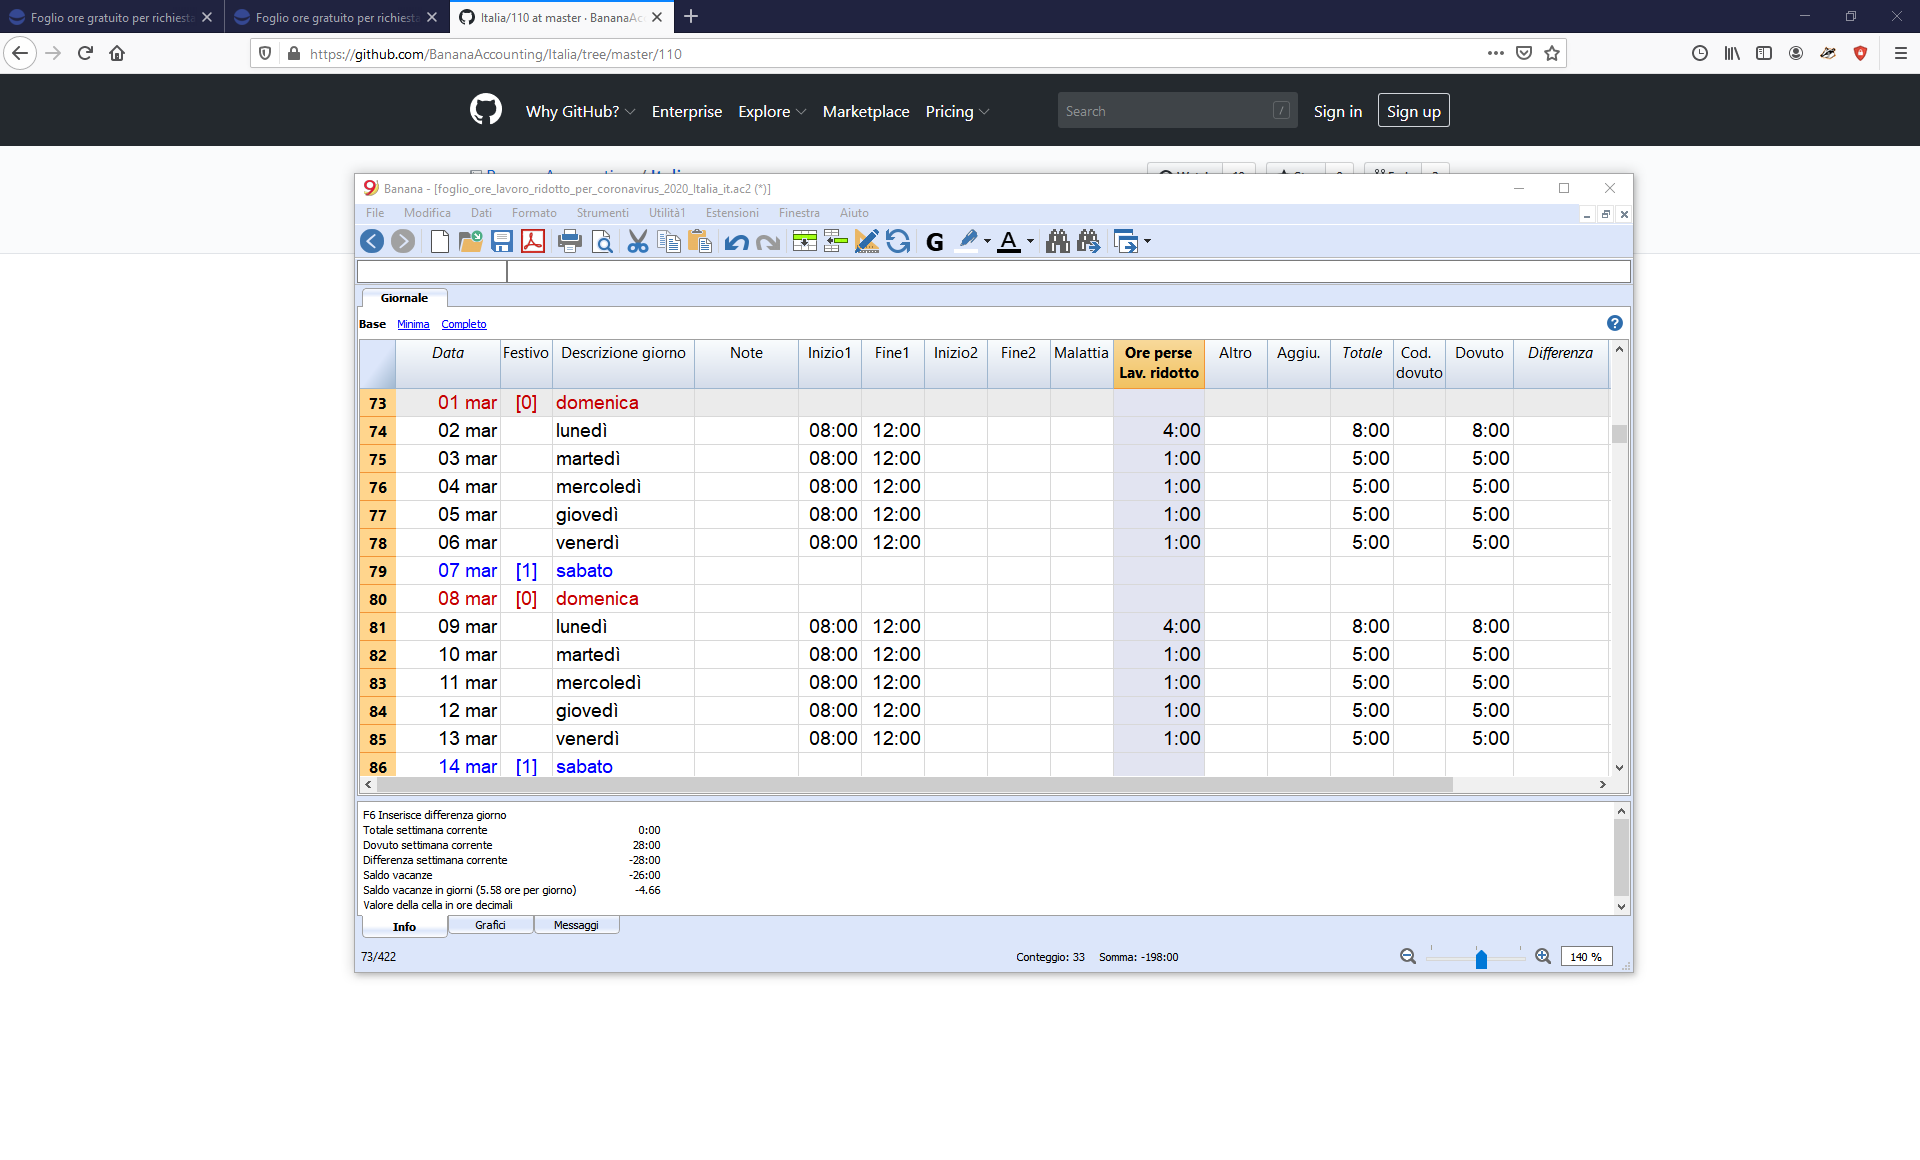 Foglio ore gratuito per richiesta
Foglio ore gratuito per richiesta
Italia/110 at master · BananaAc
https://github.com/BananaAccounting/Italia/tree/master/110
Why GitHub? Enterprise Explore Marketplace Pricing Search / Sign in Sign up
Banana - [foglio_ore_lavoro_ridotto_per_coronavirus_2020_Italia_it.ac2 (*)]
File Modifica Dati Formato Strumenti Utilità1 Estensioni Finestra Aiuto
G A
Giornale
Base Minima Completo ?
Data Festivo Descrizione giorno Note Inizio1 Fine1 Inizio2 Fine2 Malattia Ore perse Lav. ridotto Altro Aggiu. Totale Cod. dovuto Dovuto Differenza
73 01 mar [0] domenica
74 02 mar lunedì 08:00 12:00 4:00 8:00 8:00
75 03 mar martedì 08:00 12:00 1:00 5:00 5:00
76 04 mar mercoledì 08:00 12:00 1:00 5:00 5:00
77 05 mar giovedì 08:00 12:00 1:00 5:00 5:00
78 06 mar venerdì 08:00 12:00 1:00 5:00 5:00
79 07 mar [1] sabato
80 08 mar [0] domenica
81 09 mar lunedì 08:00 12:00 4:00 8:00 8:00
82 10 mar martedì 08:00 12:00 1:00 5:00 5:00
83 11 mar mercoledì 08:00 12:00 1:00 5:00 5:00
84 12 mar giovedì 08:00 12:00 1:00 5:00 5:00
85 13 mar venerdì 08:00 12:00 1:00 5:00 5:00
86 14 mar [1] sabato
F6 Inserisce differenza giorno
Totale settimana corrente 0:00
Dovuto settimana corrente 28:00
Differenza settimana corrente -28:00
Saldo vacanze -26:00
Saldo vacanze in giorni (5.58 ore per giorno) -4.66
Valore della cella in ore decimali
Info Grafici Messaggi
73/422 Conteggio: 33 Somma: -198:00 140 %